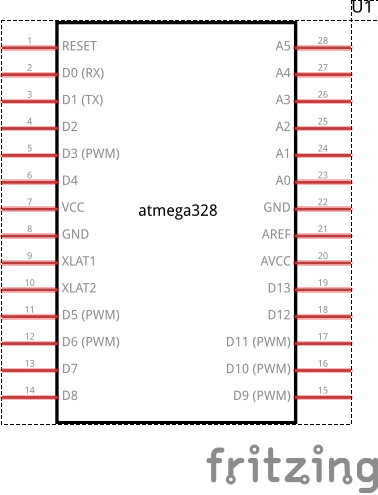 U1
1 RESET A5 28
2 D0 (RX) A4 27
3 D1 (TX) A3 26
4 D2 A2 25
5 D3 (PWM) A1 24
6 D4 A0 23
7 VCC GND 22
atmega328
8 GND AREF 21
9 XLAT1 AVCC 20
10 XLAT2 D13 19
11 D5 (PWM) D12 18
12 D6 (PWM) D11 (PWM) 17
13 D7 D10 (PWM) 16
14 D8 D9 (PWM) 15
fritzing